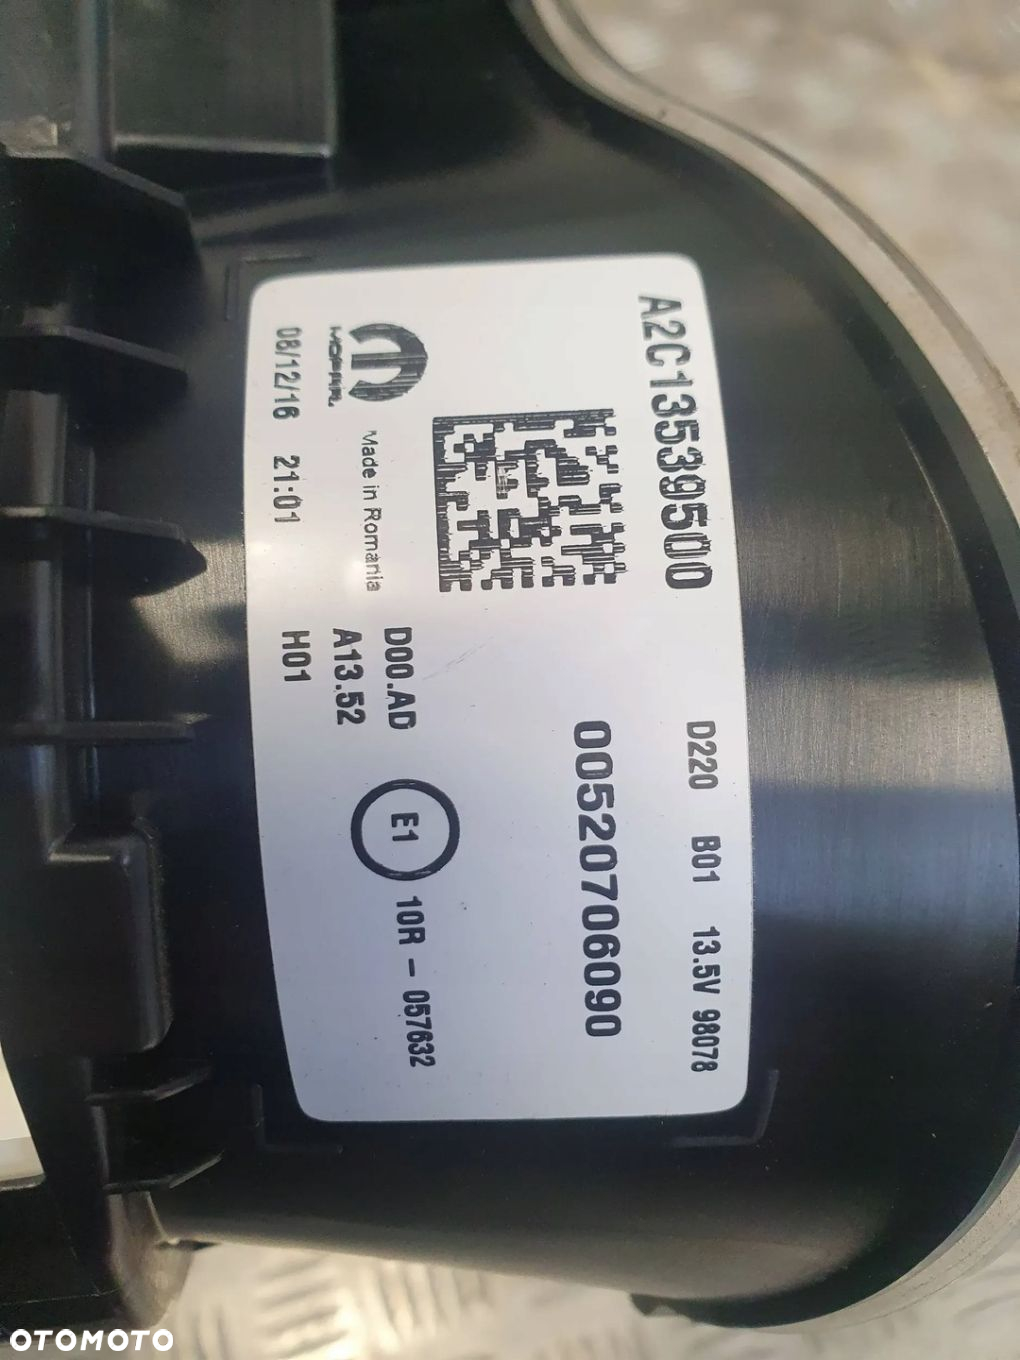 A2C13539500
D220 B01 13.5V 98078
00520706090
MOPAR
Made in Romania
D00.AD
A13.52
H01
E1 10R - 057632
08/12/16 21:01
OTOMOTO